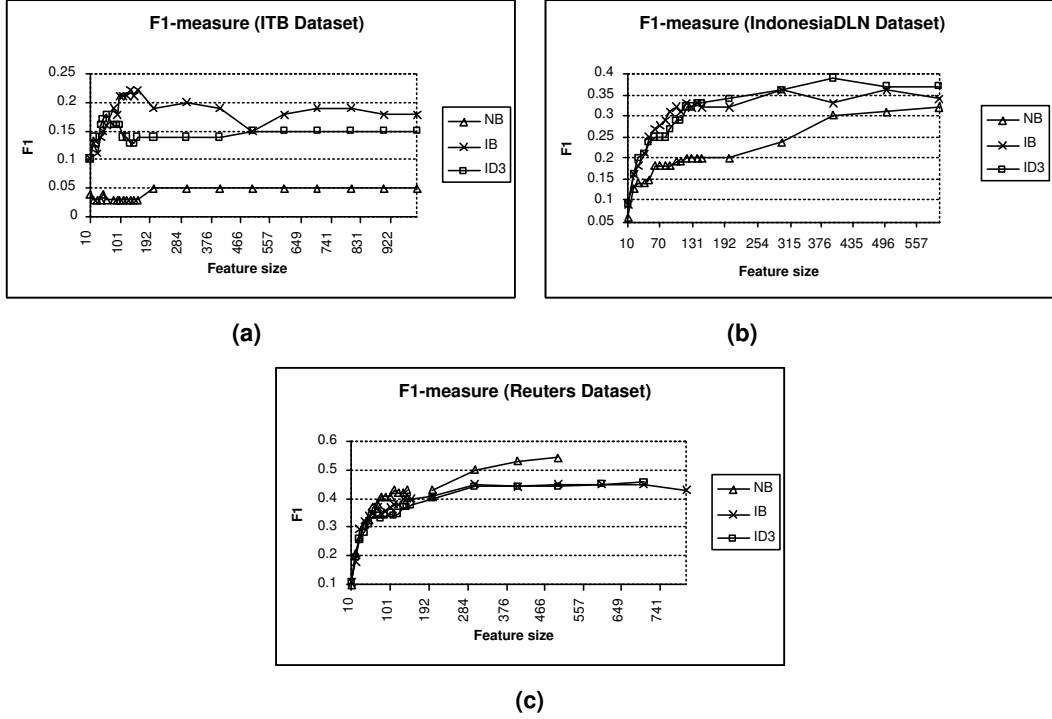 F1-measure (ITB Dataset)
0.25
0.2
0.15
0.1
0.05
0
F1
10
101
192
284
376
466
557
649
741
831
922
Feature size
NB
IB
ID3
(a)
F1-measure (IndonesiaDLN Dataset)
0.4
0.35
0.3
0.25
0.2
0.15
0.1
0.05
F1
10 70 131 192 254 315 376 435 496 557
Feature size
NB
IB
ID3
(b)
F1-measure (Reuters Dataset)
0.6
0.5
0.4
0.3
0.2
0.1
F1
10
101
192
284
376
466
557
649
741
Feature size
NB
IB
ID3
(c)